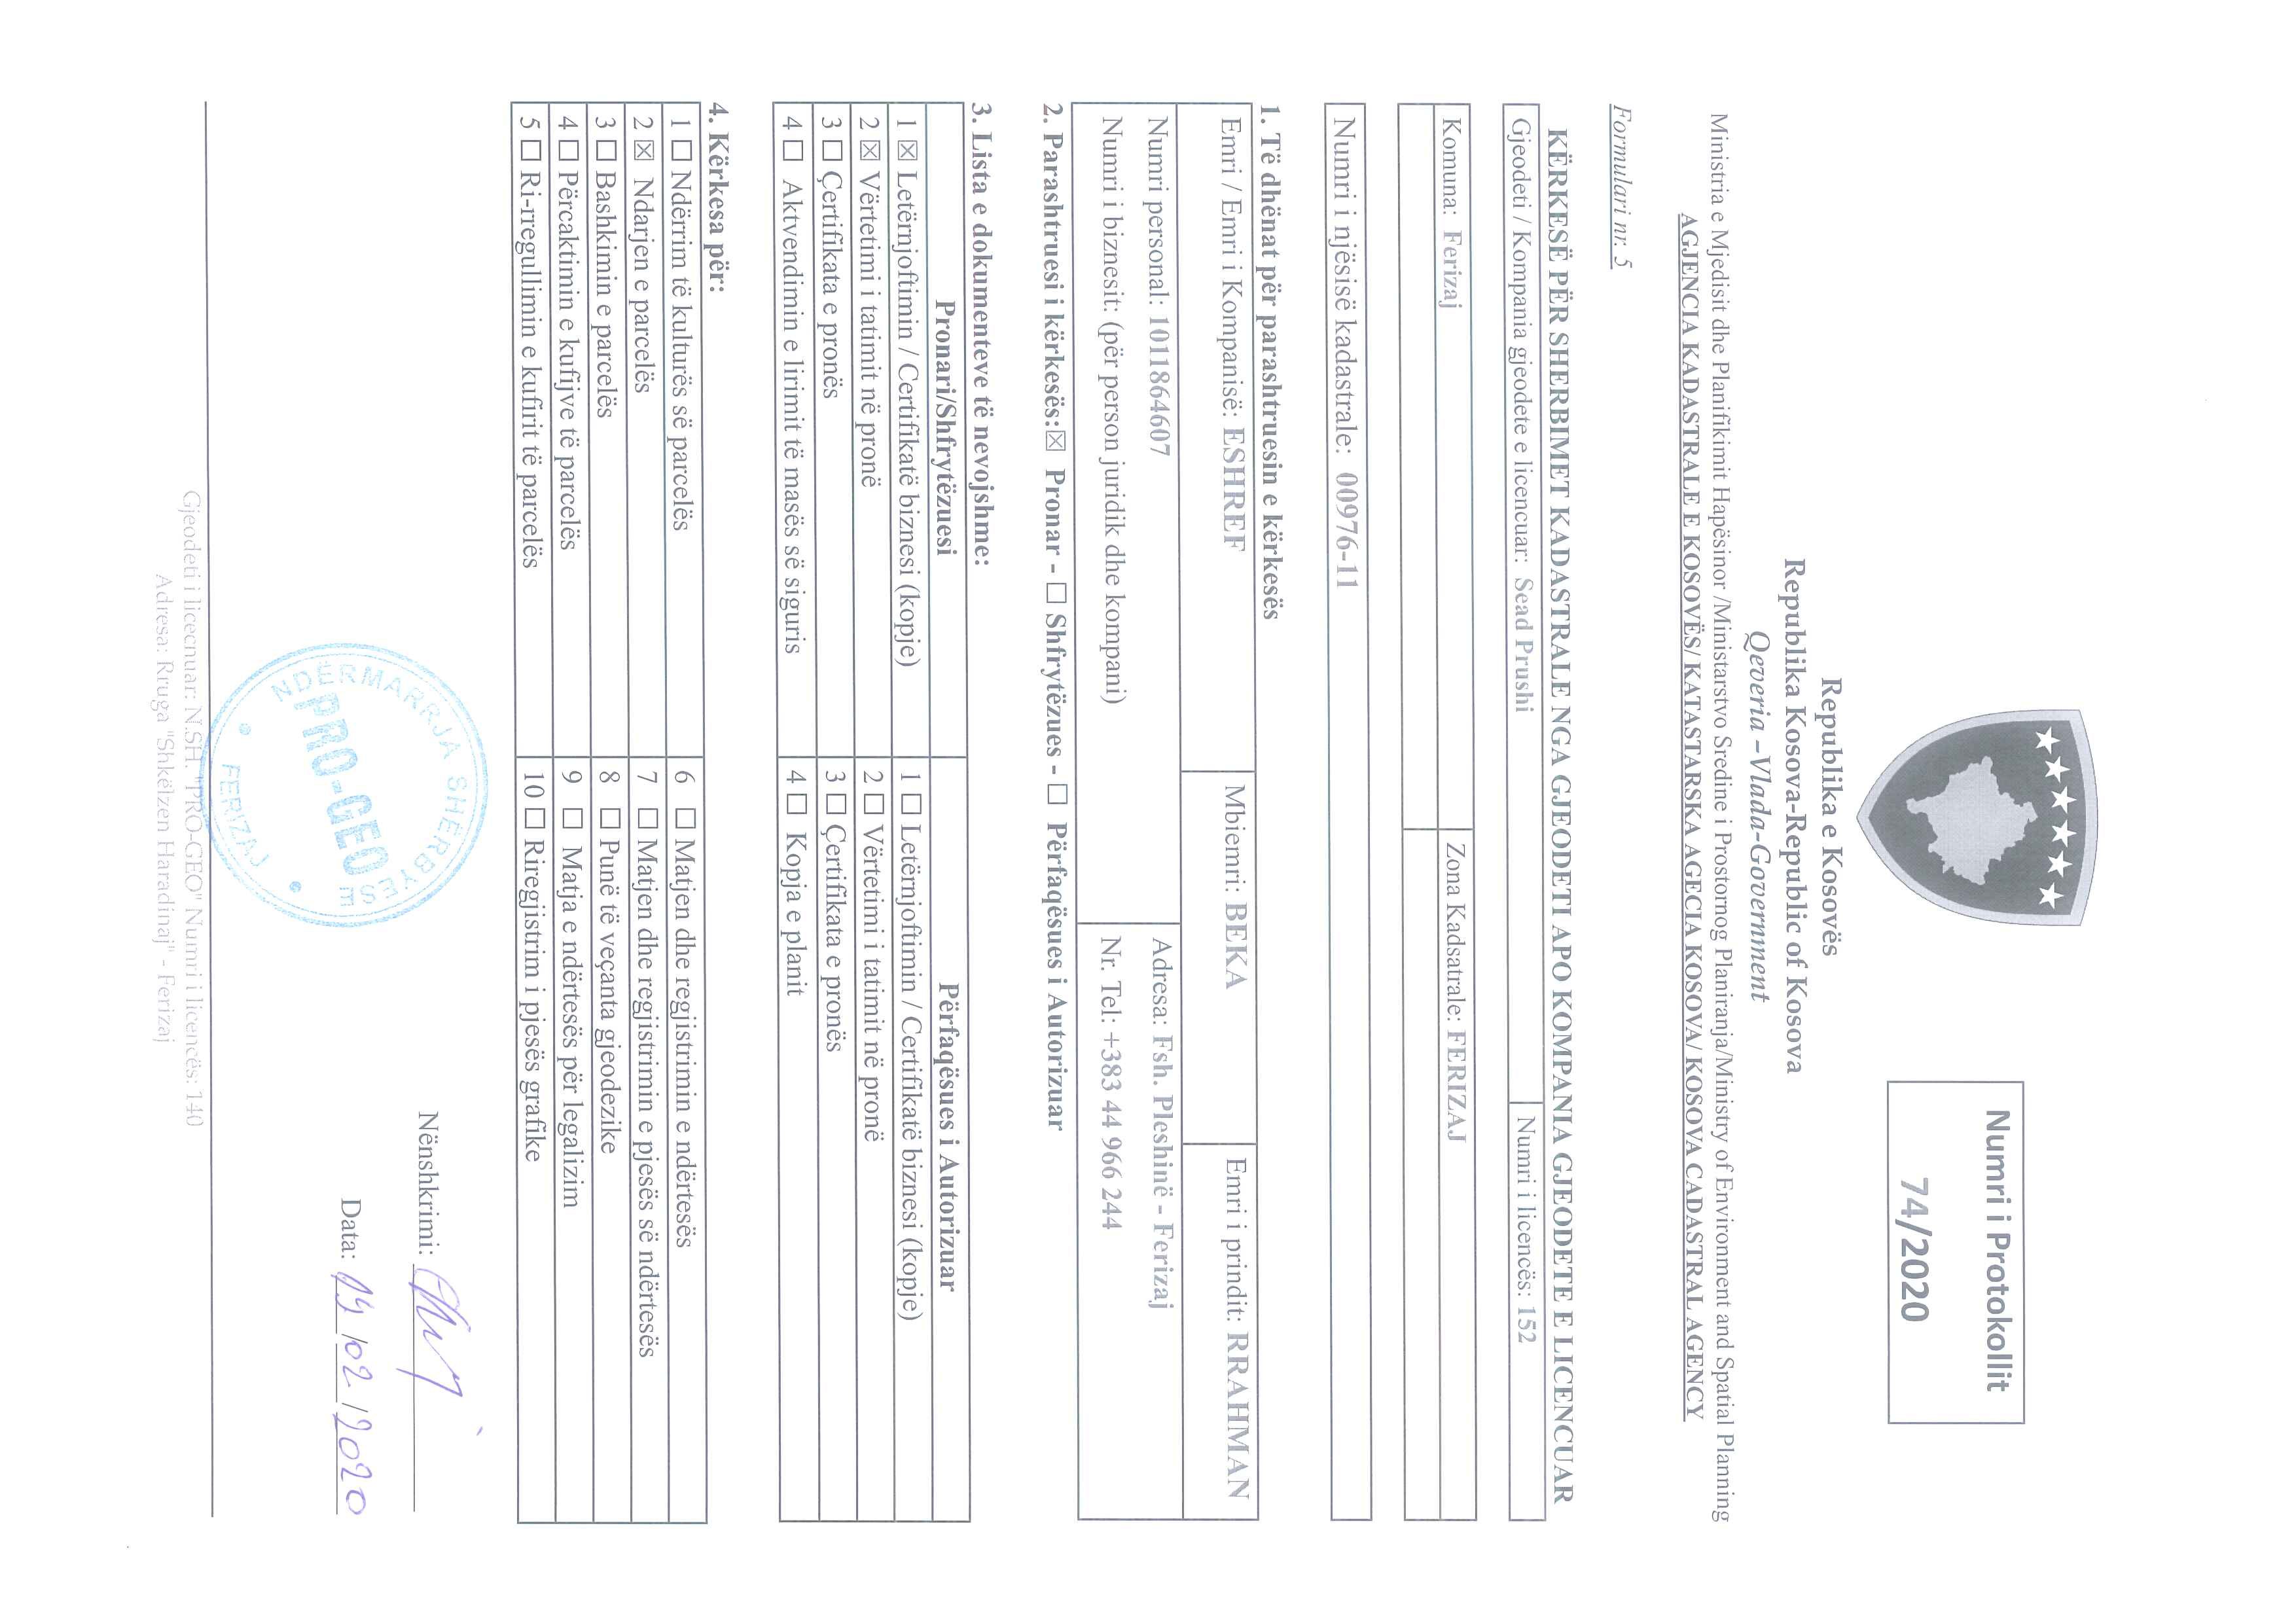 Numri i Protokollit
74/2020
Republika e Kosovës
Republika Kosova-Republic of Kosova
Qeveria –Vlada-Government
Ministria e Mjedisit dhe Planifikimit Hapësinor /Ministarstvo Sredine i Prostornog Planiranja/Ministry of Environment and Spatial Planning
AGJENCIA KADASTRALE E KOSOVËS/ KATASTARSKA AGECIA KOSOVA/ KOSOVA CADASTRAL AGENCY
Formulari nr. 5
KËRKESË PËR SHERBIMET KADASTRALE NGA GJEODETI APO KOMPANIA GJEODETE E LICENCUAR
Gjeodeti / Kompania gjeodete e licencuar: Sead Prushi Numri i licencës: 152
Komuna: Ferizaj Zona Kadsatrale: FERIZAJ
Numri i njësisë kadastrale: 00976-11
1. Të dhënat për parashtruesin e kërkesës
Emri / Emri i Kompanisë: ESHREF Mbiemri: BEKA Emri i prindit: RRAHMAN
Numri personal: 1011864607 Adresa: Fsh. Pleshinë - Ferizaj
Numri i biznesit: (për person juridik dhe kompani) Nr. Tel: +383 44 966 244
2. Parashtruesi i kërkesës:☒ Pronar - ☐ Shfrytëzues - ☐ Përfaqësues i Autorizuar
3. Lista e dokumenteve të nevojshme:
Pronari/Shfrytëzuesi Përfaqësues i Autorizuar
1 ☒ Letërnjoftimin / Certifikatë biznesi (kopje) 1 ☐ Letërnjoftimin / Certifikatë biznesi (kopje)
2 ☒ Vërtetimi i tatimit në pronë 2 ☐ Vërtetimi i tatimit në pronë
3 ☐ Çertifikata e pronës 3 ☐ Çertifikata e pronës
4 ☐ Aktvendimin e lirimit të masës së siguris 4 ☐ Kopja e planit
4. Kërkesa për:
1 ☐ Ndërrim të kulturës së parcelës 6 ☐ Matjen dhe regjistrimin e ndërtesës
2 ☒ Ndarjen e parcelës 7 ☐ Matjen dhe regjistrimin e pjesës së ndërtesës
3 ☐ Bashkimin e parcelës 8 ☐ Punë të veçanta gjeodezike
4 ☐ Përcaktimin e kufijve të parcelës 9 ☐ Matja e ndërtesës për legalizim
5 ☐ Ri-rregullimin e kufirit të parcelës 10 ☐ Riregjistrim i pjesës grafike
Nënshkrimi:
Data: 19/02/2020
NDËRMARRJA SHËRBYESE
PRO-GEO
FERIZAJ
Gjeodeti i licecnuar: N.SH. "PRO-GEO" Numri i licencës: 140
Adresa: Rruga "Shkëlzen Haradinaj" - Ferizaj